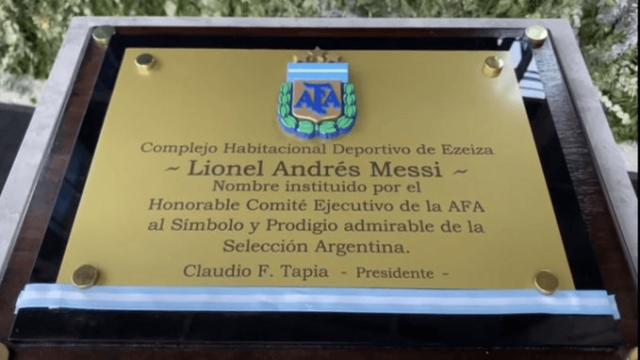 AFA
Complejo Habitacional Deportivo de Ezeiza
~ Lionel Andrés Messi ~
Nombre instituido por el
Honorable Comité Ejecutivo de la AFA
al Símbolo y Prodigio admirable de la
Selección Argentina.
Claudio F. Tapia - Presidente -